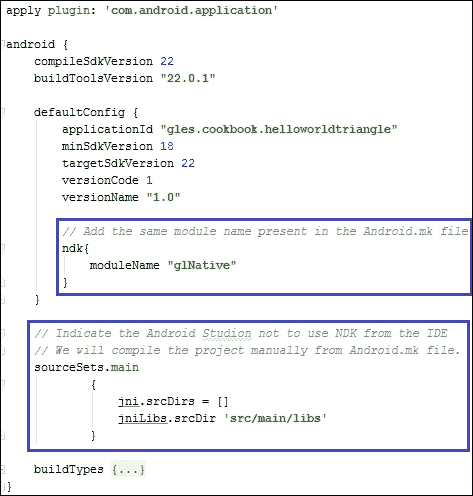 apply plugin: 'com.android.application'
android {
compileSdkVersion 22
buildToolsVersion "22.0.1"
defaultConfig {
applicationId "gles.cookbook.helloworldtriangle"
minSdkVersion 18
targetSdkVersion 22
versionCode 1
versionName "1.0"
// Add the same module name present in the Android.mk file
ndk{
moduleName "glNative"
}
}
// Indicate the Android Studion not to use NDK from the IDE
// We will compile the project manually from Android.mk file.
sourceSets.main
{
jni.srcDirs = []
jniLibs.srcDir 'src/main/libs'
}
buildTypes {...}
}